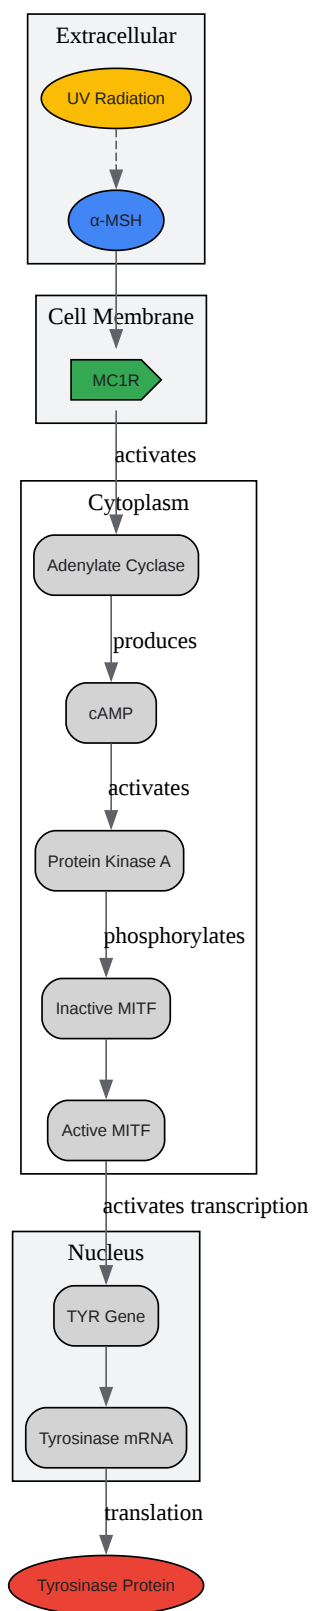 Extracellular
UV Radiation
α-MSH
Cell Membrane
MC1R
activates
Cytoplasm
Adenylate Cyclase
produces
cAMP
activates
Protein Kinase A
phosphorylates
Inactive MITF
Active MITF
activates transcription
Nucleus
TYR Gene
Tyrosinase mRNA
translation
Tyrosinase Protein